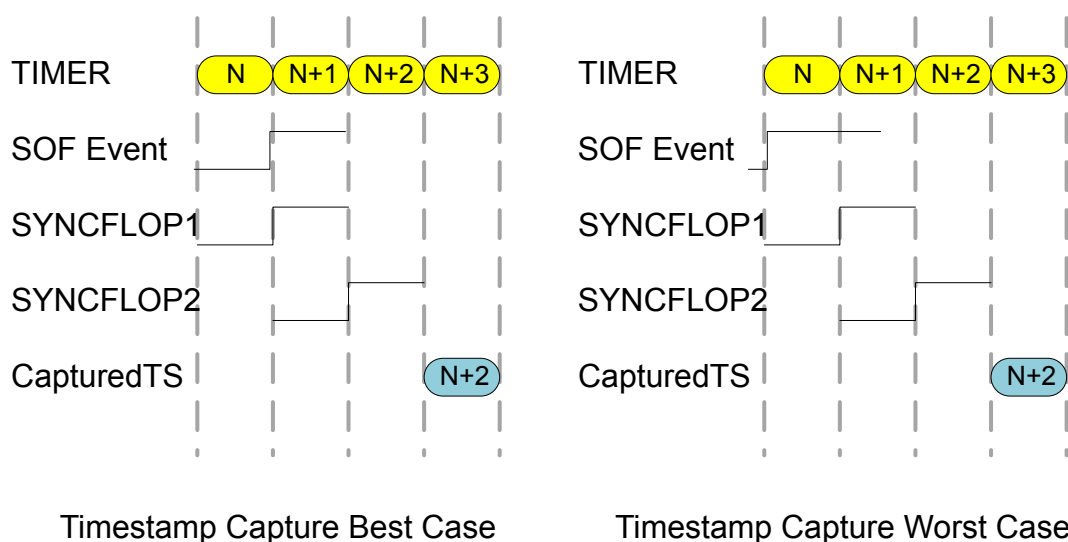 TIMER N N+1 N+2 N+3
SOF Event
SYNCFLOP1
SYNCFLOP2
CapturedTS N+2
Timestamp Capture Best Case
TIMER N N+1 N+2 N+3
SOF Event
SYNCFLOP1
SYNCFLOP2
CapturedTS N+2
Timestamp Capture Worst Case